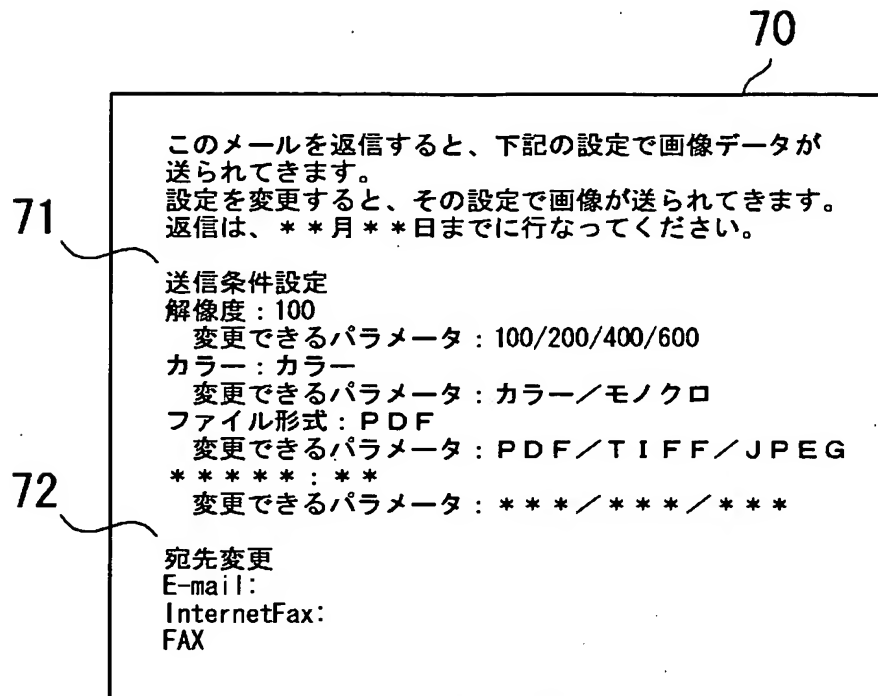 70
このメールを返信すると、下記の設定で画像データが
送られてきます。
設定を変更すると、その設定で画像が送られてきます。
返信は、＊＊月＊＊日までに行なってください。
71
送信条件設定
解像度：100
変更できるパラメータ：100/200/400/600
カラー：カラー
変更できるパラメータ：カラー／モノクロ
ファイル形式：ＰＤＦ
変更できるパラメータ：ＰＤＦ／ＴＩＦＦ／ＪＰＥＧ
＊＊＊＊＊：＊＊
変更できるパラメータ：＊＊＊／＊＊＊／＊＊＊
72
宛先変更
E-mail:
InternetFax:
FAX